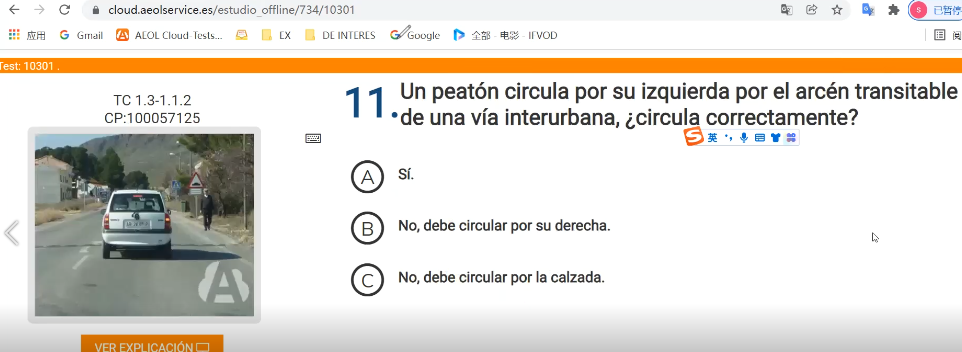 cloud.aeolservice.es/estudio_offline/734/10301
S
已暂停
应用
Gmail
AEOL Cloud-Tests...
EX
DE INTERES
Google
全部 - 电影 - IFVOD
Test: 10301 .
TC 1.3-1.1.2
CP:100057125
11.
Un peatón circula por su izquierda por el arcén transitable
de una vía interurbana, ¿circula correctamente?
S 英
A Sí.
B No, debe circular por su derecha.
C No, debe circular por la calzada.
A
VER EXPLICACIÓN